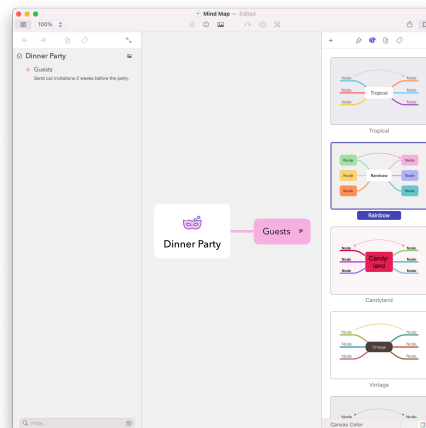 Mind Map — Edited
100%
Dinner Party
Guests
Send out invitations 3 weeks before the party.
Dinner Party
Guests
Node Node
Node Tropical Node
Node Node
Tropical
Node Node
Node Rainbow Node
Node Node
Rainbow
Node Node
Node Candy-land Node
Node Node
Candyland
Node Node
Node Vintage Node
Node Node
Vintage
Node Node
Filter...
Canvas Color